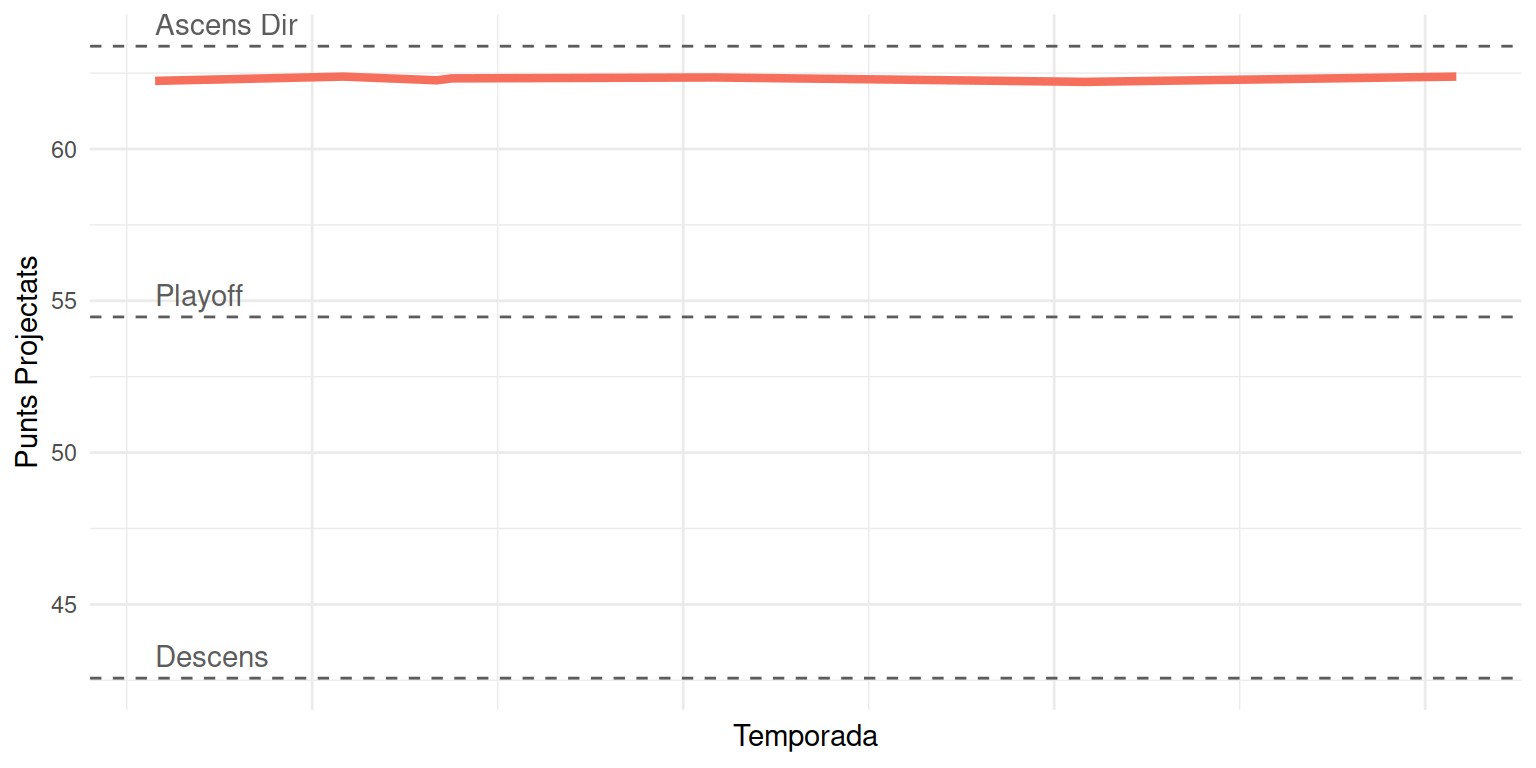 Ascens Dir
60
Playoff
55
50
45
Descens
Punts Projectats
Temporada